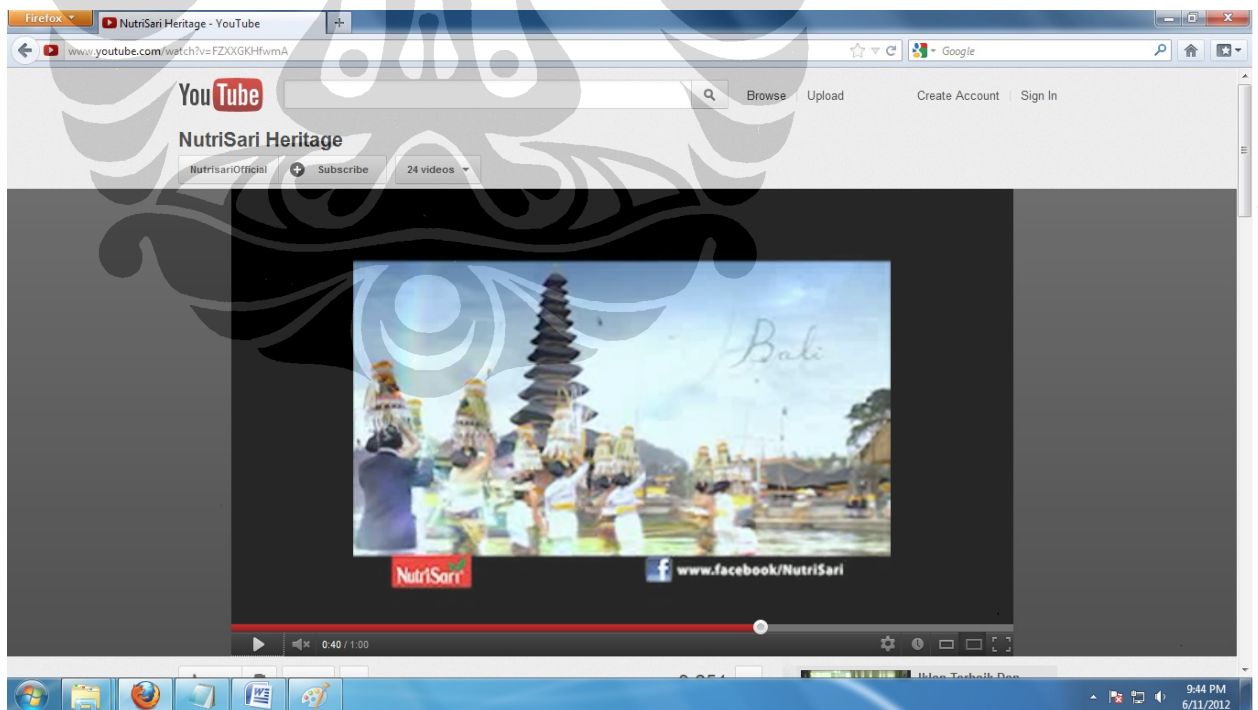 Firefox
NutriSari Heritage - YouTube
www.youtube.com/watch?v=FZXXGKHfwmA
Google
YouTube
Browse
Upload
Create Account
Sign In
NutriSari Heritage
NutrisariOfficial
Subscribe
24 videos
Bali
NutriSari
www.facebook/NutriSari
0:40 / 1:00
Iklan Terbaik Dan
9:44 PM
6/11/2012